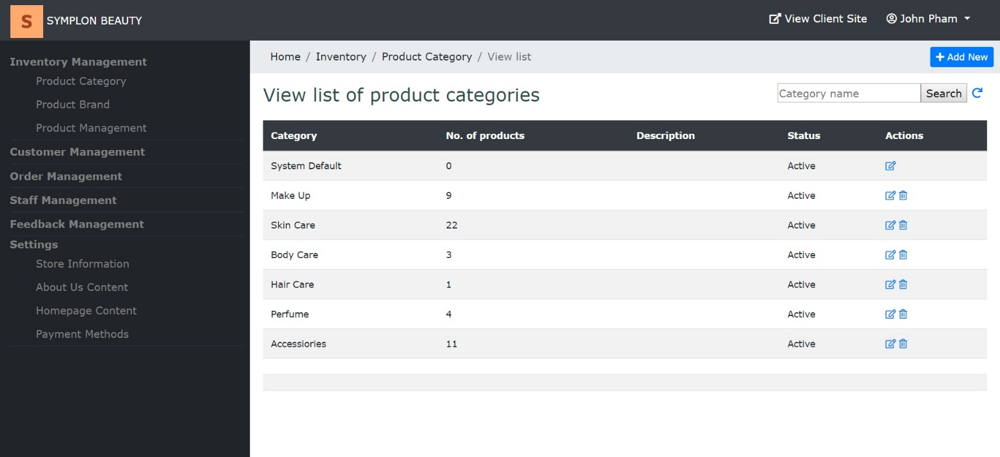 S SYMPLON BEAUTY
View Client Site John Pham
Inventory Management
Product Category
Product Brand
Product Management
Customer Management
Order Management
Staff Management
Feedback Management
Settings
Store Information
About Us Content
Homepage Content
Payment Methods
Home / Inventory / Product Category / View list
+ Add New
View list of product categories
Category name Search
Category No. of products Description Status Actions
System Default 0 Active
Make Up 9 Active
Skin Care 22 Active
Body Care 3 Active
Hair Care 1 Active
Perfume 4 Active
Accessiories 11 Active